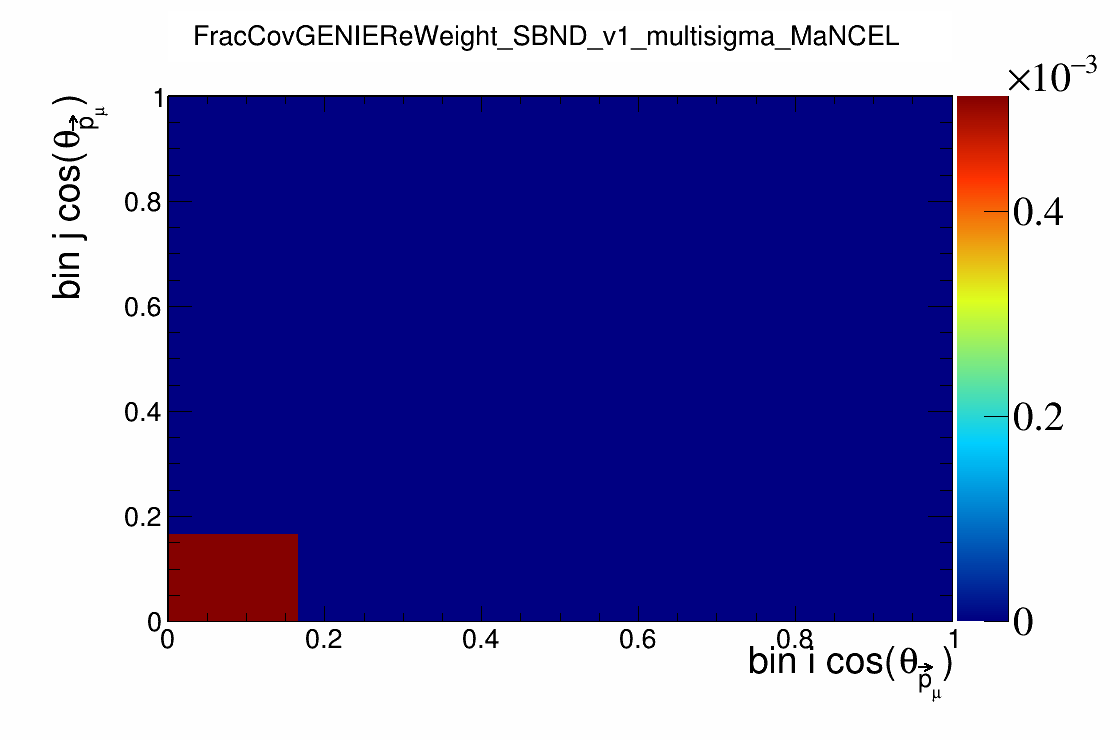 FracCovGENIEReWeight_SBND_v1_multisigma_MaNCEL
×10⁻³
bin j cos(θ_p⃗_μ)
1
0.8
0.6
0.4
0.2
0
0 0.2 0.4 0.6 0.8 1
bin i cos(θ_p⃗_μ)
0.4
0.2
0